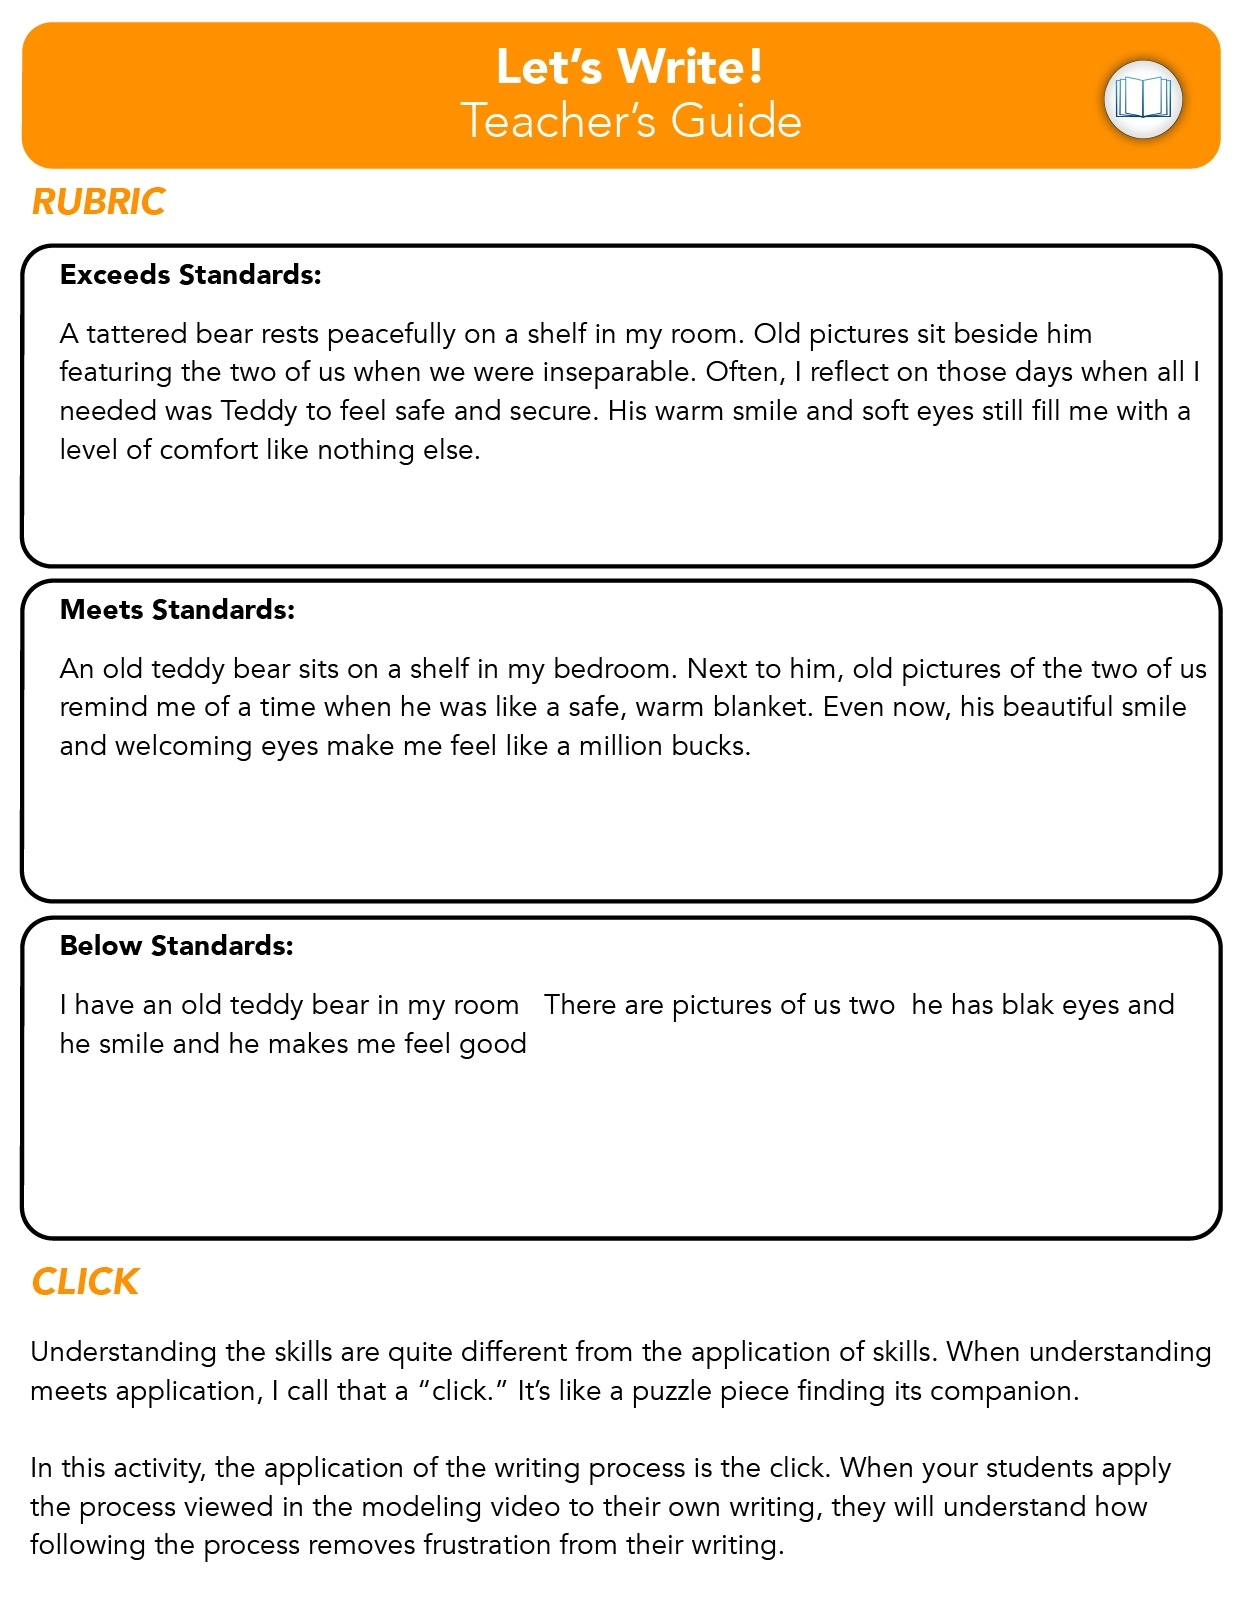 Let’s Write!
Teacher’s Guide
RUBRIC
Exceeds Standards:
A tattered bear rests peacefully on a shelf in my room. Old pictures sit beside him
featuring the two of us when we were inseparable. Often, I reflect on those days when all I
needed was Teddy to feel safe and secure. His warm smile and soft eyes still fill me with a
level of comfort like nothing else.
Meets Standards:
An old teddy bear sits on a shelf in my bedroom. Next to him, old pictures of the two of us
remind me of a time when he was like a safe, warm blanket. Even now, his beautiful smile
and welcoming eyes make me feel like a million bucks.
Below Standards:
I have an old teddy bear in my room   There are pictures of us two  he has blak eyes and
he smile and he makes me feel good
CLICK
Understanding the skills are quite different from the application of skills. When understanding
meets application, I call that a “click.” It’s like a puzzle piece finding its companion.
In this activity, the application of the writing process is the click. When your students apply
the process viewed in the modeling video to their own writing, they will understand how
following the process removes frustration from their writing.